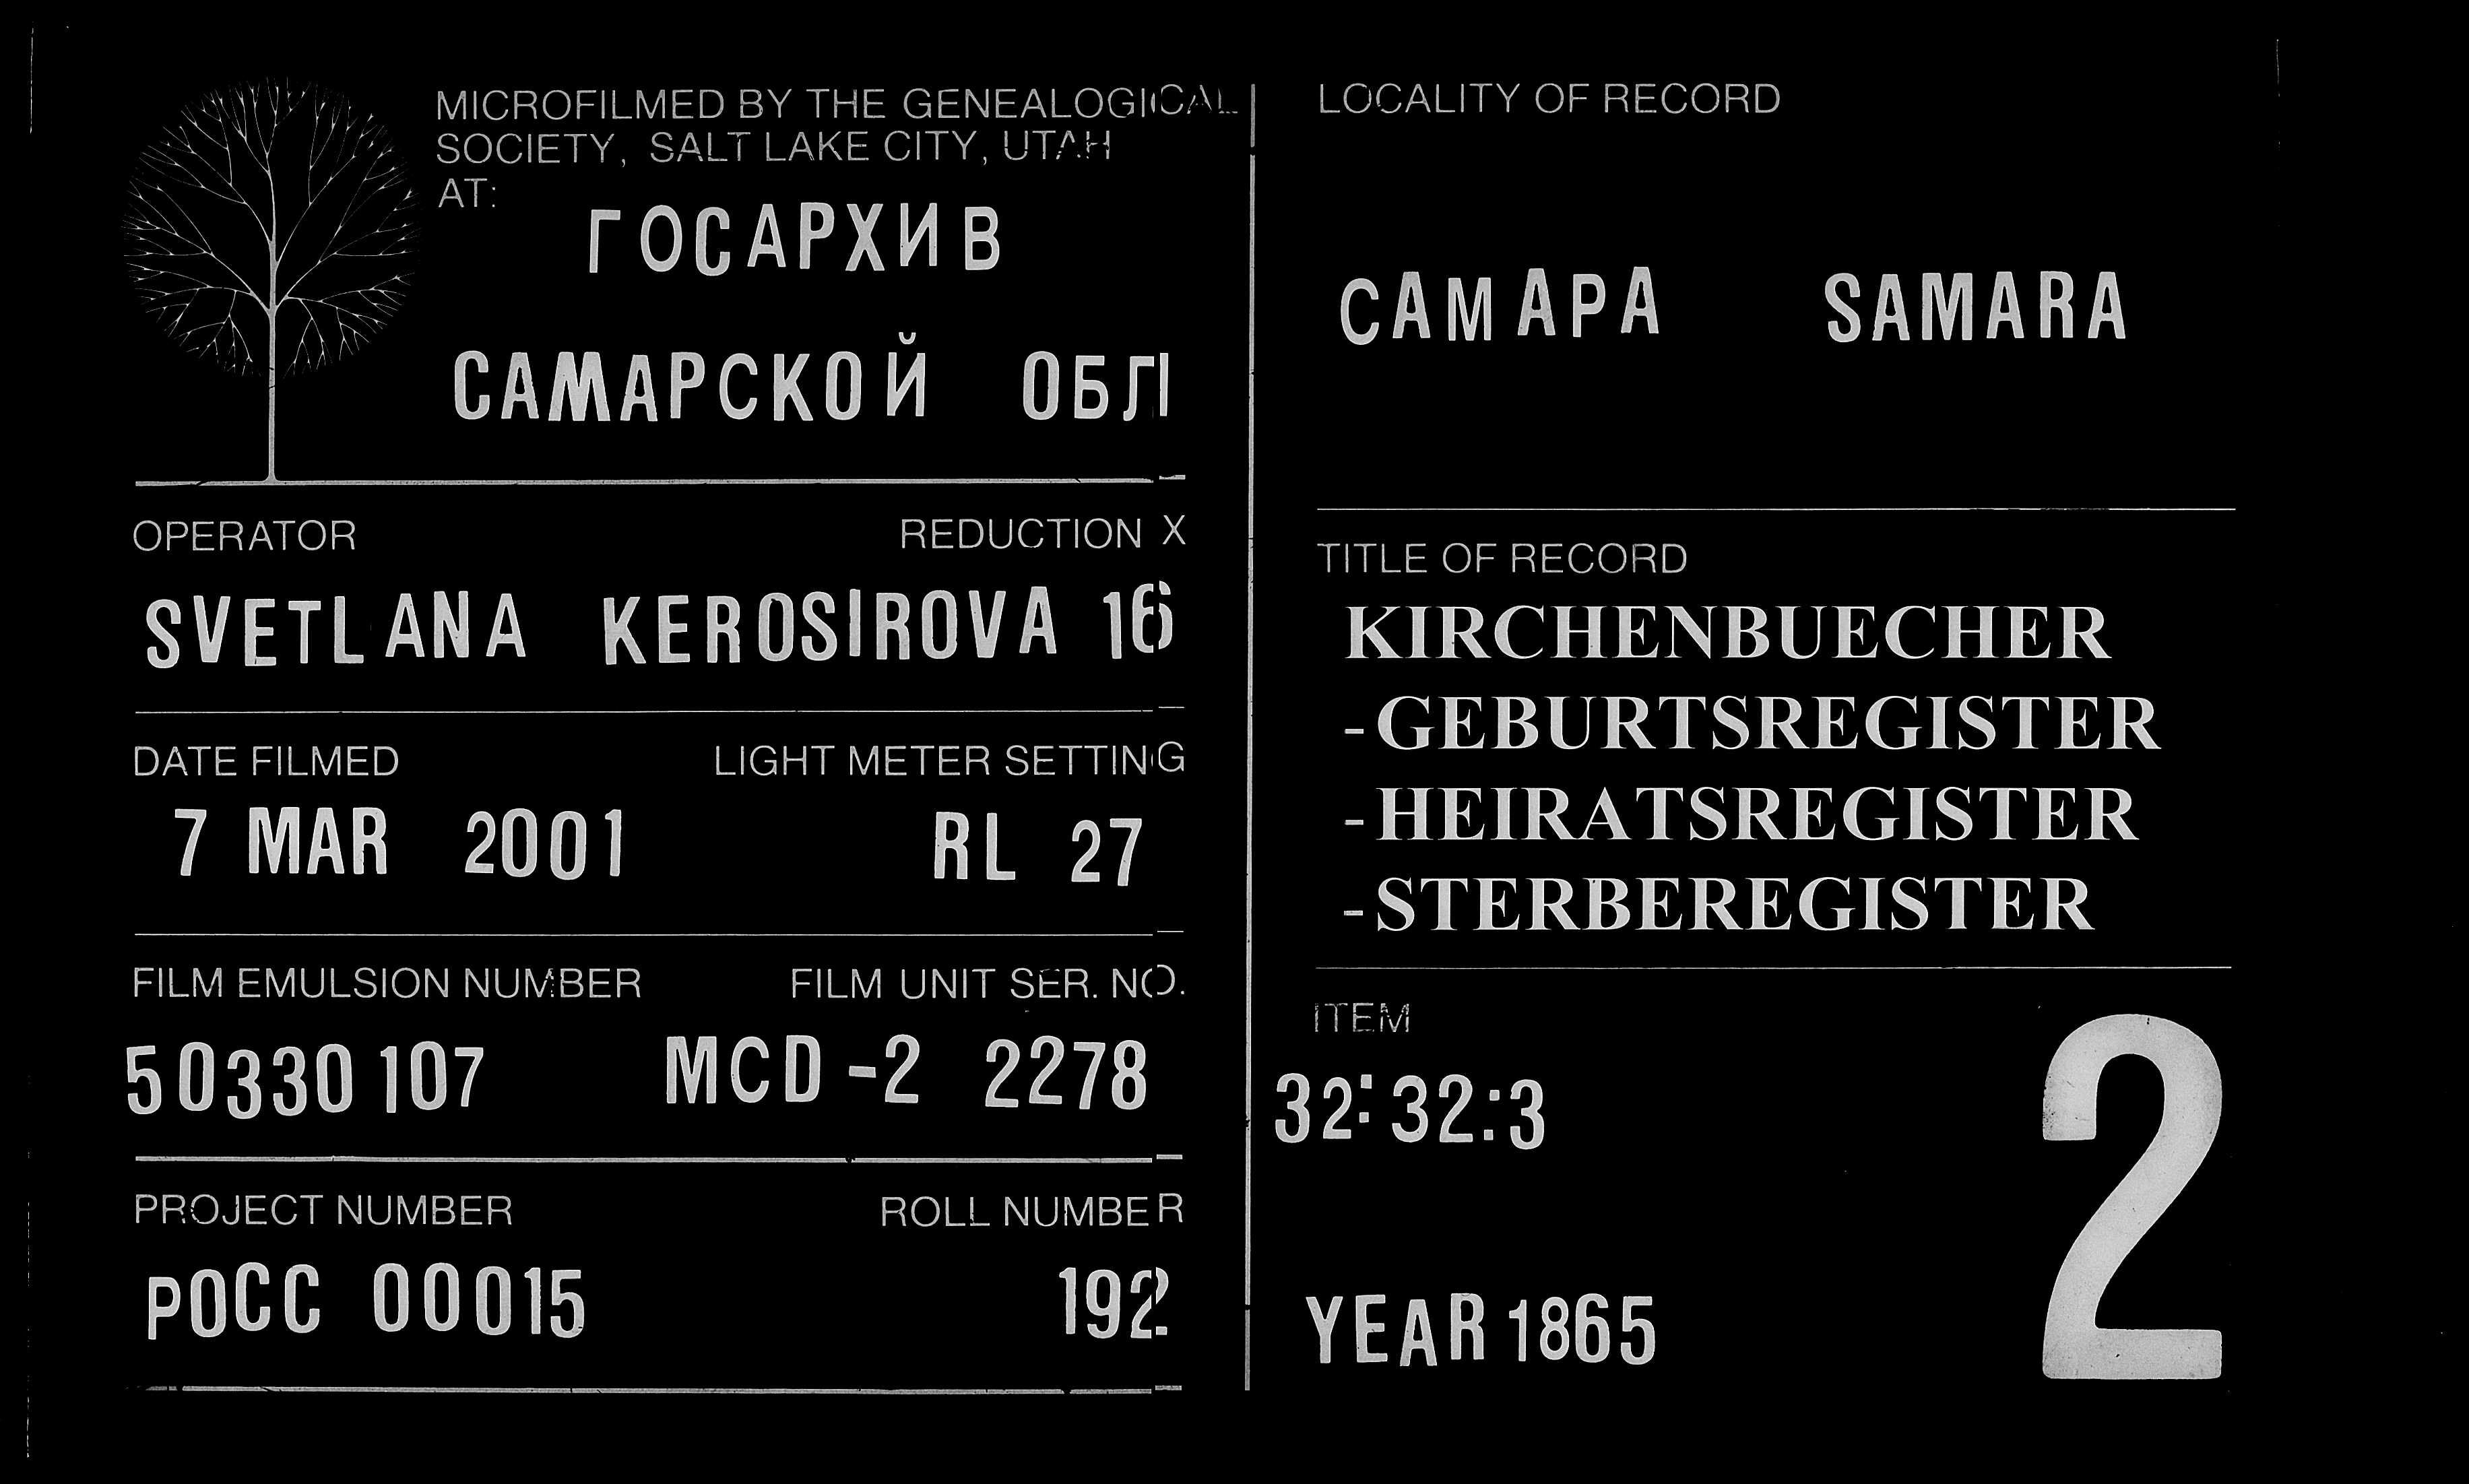 MICROFILMED BY THE GENEALOGICAL
SOCIETY, SALT LAKE CITY, UTAH
AT:
ГОСАРХИВ
САМАРСКОЙ ОБЛ
OPERATOR REDUCTION X
SVETLANA KEROSIROVA 16
DATE FILMED LIGHT METER SETTING
7 MAR 2001 RL 27
FILM EMULSION NUMBER FILM UNIT SER. NO.
50330107 MCD-2 2278
PROJECT NUMBER ROLL NUMBER
РОСС 00015 192
LOCALITY OF RECORD
САМАРА SAMARA
TITLE OF RECORD
KIRCHENBUECHER
-GEBURTSREGISTER
-HEIRATSREGISTER
-STERBEREGISTER
ITEM
32:32:3
2
YEAR 1865